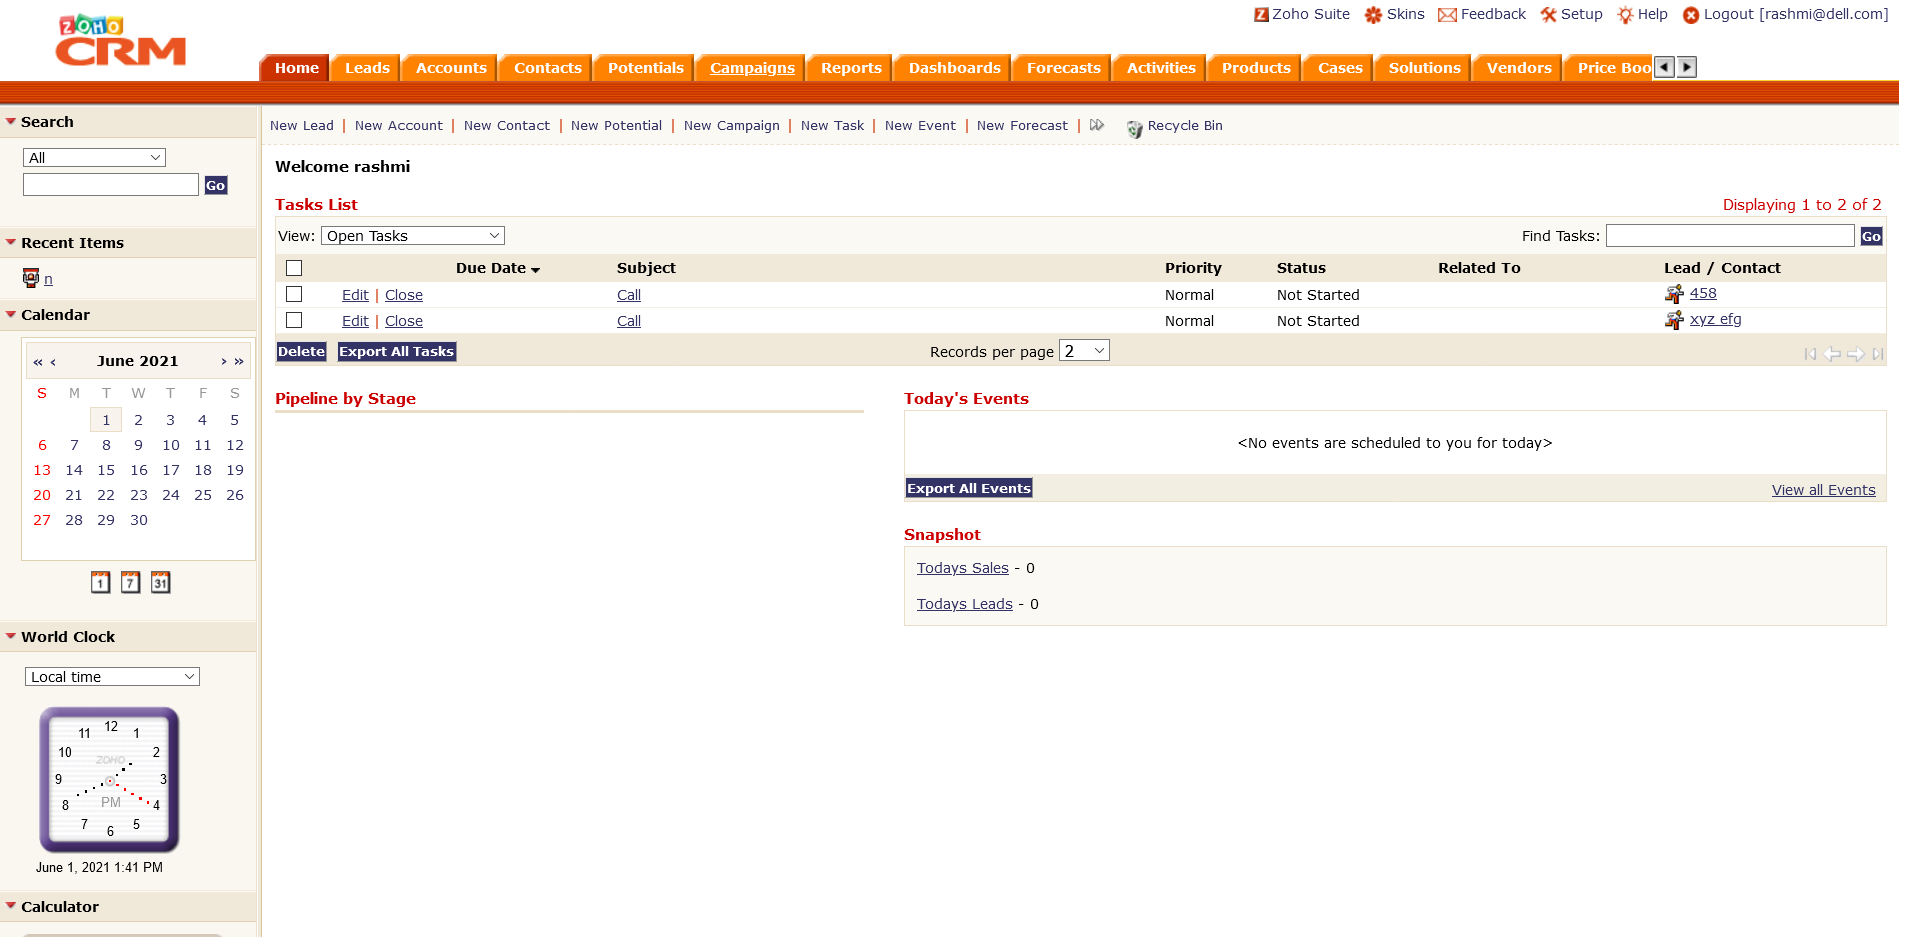 ZOHO
CRM
Zoho Suite Skins Feedback Setup Help Logout [rashmi@dell.com]
Home Leads Accounts Contacts Potentials Campaigns Reports Dashboards Forecasts Activities Products Cases Solutions Vendors Price Boo
Search
All
Go
Recent Items
n
Calendar
« ‹ June 2021 › »
S M T W T F S
1 2 3 4 5
6 7 8 9 10 11 12
13 14 15 16 17 18 19
20 21 22 23 24 25 26
27 28 29 30
1 7 31
World Clock
Local time
12
11 1
10 2
ZOHO
9 3
PM
8 4
7 5
6
June 1, 2021 1:41 PM
Calculator
New Lead | New Account | New Contact | New Potential | New Campaign | New Task | New Event | New Forecast | Recycle Bin
Welcome rashmi
Tasks List Displaying 1 to 2 of 2
View: Open Tasks Find Tasks: Go
Due Date Subject Priority Status Related To Lead / Contact
Edit | Close Call Normal Not Started 458
Edit | Close Call Normal Not Started xyz efg
Delete Export All Tasks Records per page 2
Pipeline by Stage
Today's Events
<No events are scheduled to you for today>
Export All Events View all Events
Snapshot
Todays Sales - 0
Todays Leads - 0